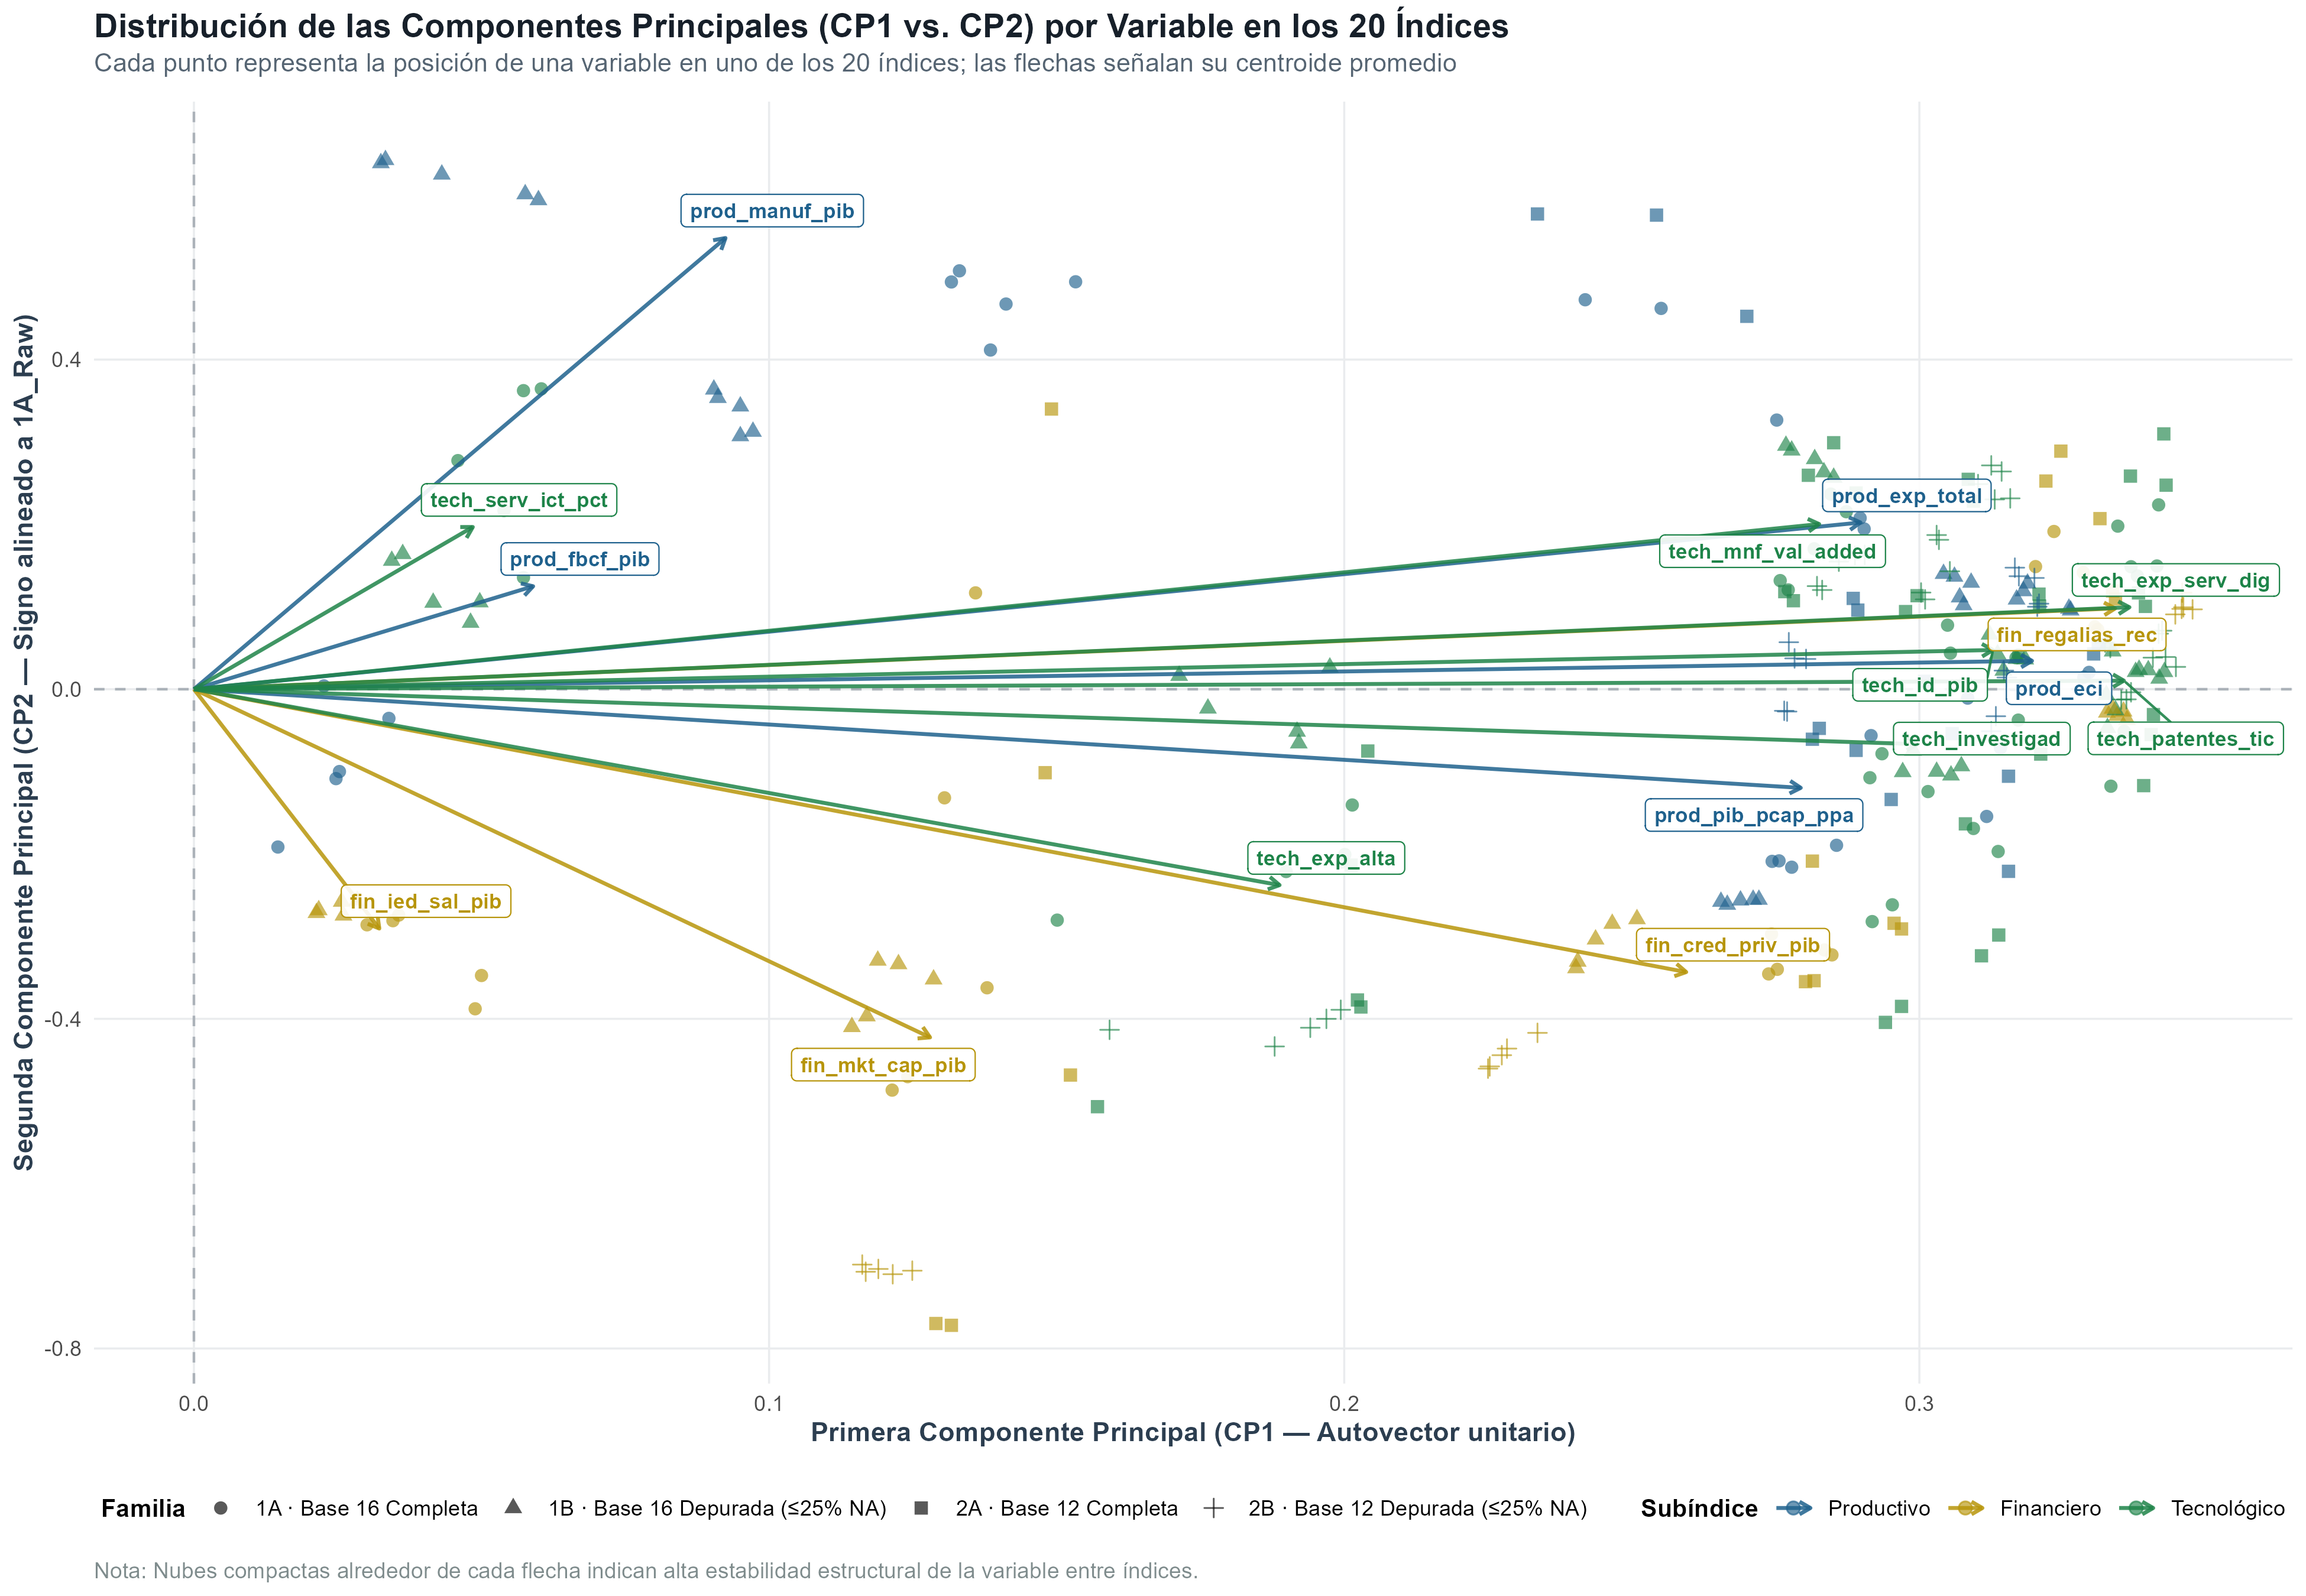 Distribución de las Componentes Principales (CP1 vs. CP2) por Variable en los 20 Índices
Cada punto representa la posición de una variable en uno de los 20 índices; las flechas señalan su centroide promedio
Segunda Componente Principal (CP2 — Signo alineado a 1A_Raw)
0.4
0.0
-0.4
-0.8
prod_manuf_pib
tech_serv_ict_pct
prod_fbcf_pib
prod_exp_total
tech_mnf_val_added
tech_exp_serv_dig
fin_regalias_rec
tech_id_pib
prod_eci
tech_investigad
tech_patentes_tic
prod_pib_pcap_ppa
tech_exp_alta
fin_ied_sal_pib
fin_cred_priv_pib
fin_mkt_cap_pib
0.0
0.1
0.2
0.3
Primera Componente Principal (CP1 — Autovector unitario)
Familia
1A · Base 16 Completa
1B · Base 16 Depurada (≤25% NA)
2A · Base 12 Completa
2B · Base 12 Depurada (≤25% NA)
Subíndice
Productivo
Financiero
Tecnológico
Nota: Nubes compactas alrededor de cada flecha indican alta estabilidad estructural de la variable entre índices.